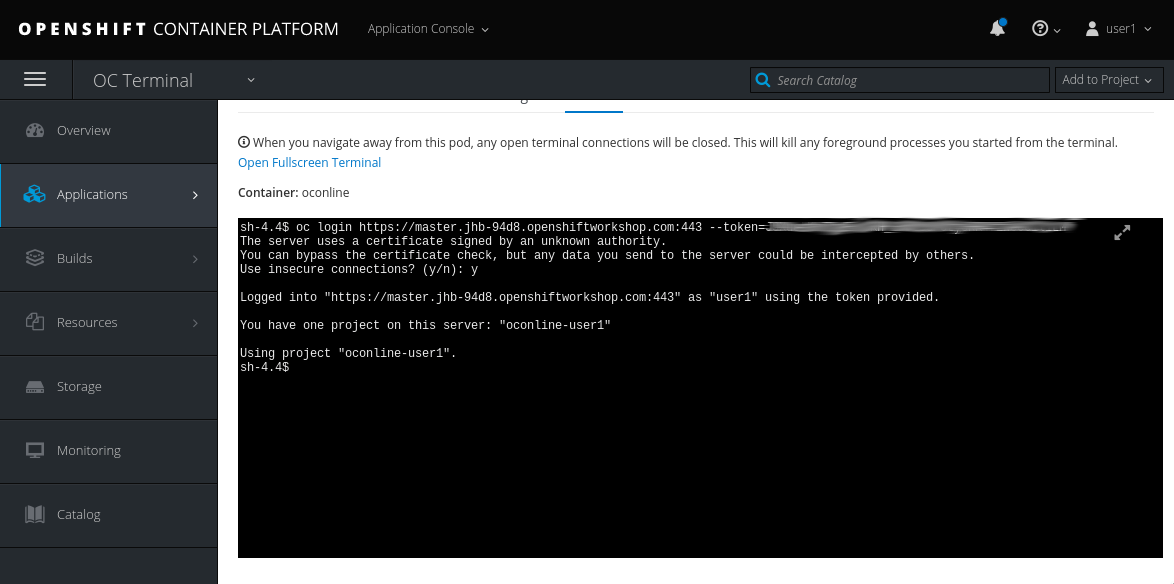 OPENSHIFT CONTAINER PLATFORM
Application Console
user1
OC Terminal
Search Catalog
Add to Project
Overview
Applications
Builds
Resources
Storage
Monitoring
Catalog
When you navigate away from this pod, any open terminal connections will be closed. This will kill any foreground processes you started from the terminal.
Open Fullscreen Terminal
Container: oconline
sh-4.4$ oc login https://master.jhb-94d8.openshiftworkshop.com:443 --token=
The server uses a certificate signed by an unknown authority.
You can bypass the certificate check, but any data you send to the server could be intercepted by others.
Use insecure connections? (y/n): y
Logged into "https://master.jhb-94d8.openshiftworkshop.com:443" as "user1" using the token provided.
You have one project on this server: "oconline-user1"
Using project "oconline-user1".
sh-4.4$